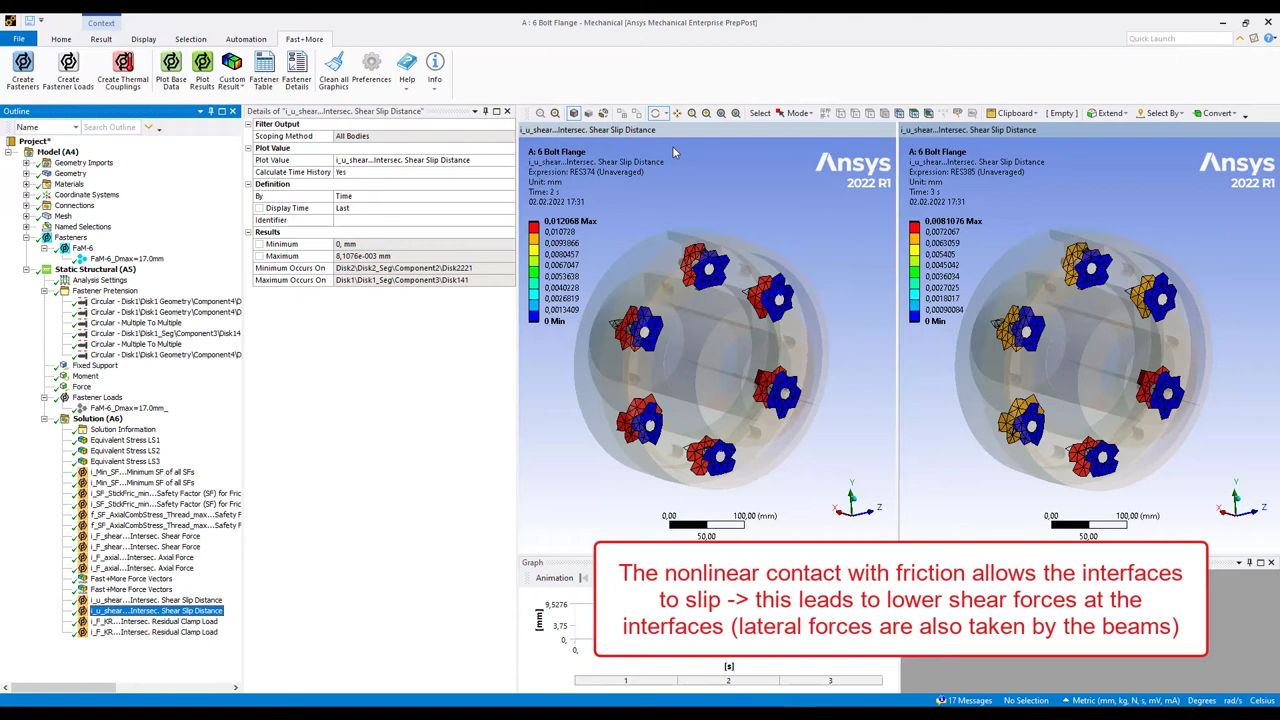 Context
A : 6 Bolt Flange - Mechanical [Ansys Mechanical Enterprise PrepPost]
File
Home
Result
Display
Selection
Automation
Fast+More
Quick Launch
Create Fasteners
Create Fastener Loads
Create Thermal Couplings
Plot Base Data
Plot Results
Custom Result
Fastener Table
Fastener Details
Clean all Graphics
Preferences
Help
Info
Outline
Name
Search Outline
Project*
Model (A4)
Geometry Imports
Geometry
Materials
Coordinate Systems
Connections
Mesh
Named Selections
Fasteners
FaM-6
FaM-6_Dmax=17.0mm
Static Structural (A5)
Analysis Settings
Fastener Pretension
Circular - Disk1\Disk1 Geometry\Component4\D
Circular - Disk1\Disk1 Geometry\Component4\D
Circular - Multiple To Multiple
Circular - Disk1\Disk1_Seg\Component3\Disk14
Circular - Multiple To Multiple
Circular - Disk1\Disk1 Geometry\Component4\D
Fixed Support
Moment
Force
Fastener Loads
FaM-6_Dmax=17.0mm_
Solution (A6)
Solution Information
Equivalent Stress LS1
Equivalent Stress LS2
Equivalent Stress LS3
i_Min_SF...Minimum SF of all SFs
i_Min_SF...Minimum SF of all SFs
i_SF_StickFric_min...Safety Factor (SF) for Fric
i_SF_StickFric_min...Safety Factor (SF) for Fric
f_SF_AxialCombStress_Thread_max...Safety Fac
f_SF_AxialCombStress_Thread_max...Safety Fac
i_F_shear...Intersec. Shear Force
i_F_shear...Intersec. Shear Force
i_F_axial...Intersec. Axial Force
i_F_axial...Intersec. Axial Force
Fast+More Force Vectors
Fast+More Force Vectors
i_u_shear...Intersec. Shear Slip Distance
i_u_shear...Intersec. Shear Slip Distance
i_F_KR...Intersec. Residual Clamp Load
i_F_KR...Intersec. Residual Clamp Load
Details of "i_u_shear...Intersec. Shear Slip Distance"
Filter Output
Scoping Method All Bodies
Plot Value
Plot Value i_u_shear...Intersec. Shear Slip Distance
Calculate Time History Yes
Definition
By Time
Display Time Last
Identifier
Results
Minimum 0, mm
Maximum 8,1076e-003 mm
Minimum Occurs On Disk2\Disk2_Seg\Component2\Disk2221
Maximum Occurs On Disk1\Disk1_Seg\Component3\Disk141
Select
Mode
Clipboard
[ Empty ]
Extend
Select By
Convert
i_u_shear...Intersec. Shear Slip Distance
A: 6 Bolt Flange
i_u_shear...Intersec. Shear Slip Distance
Expression: RES374 (Unaveraged)
Unit: mm
Time: 2 s
02.02.2022 17:31
Ansys
2022 R1
0,012068 Max
0,010728
0,0093866
0,0080457
0,0067047
0,0053638
0,0040228
0,0026819
0,0013409
0 Min
Y
X
Z
0,00
100,00 (mm)
50,00
i_u_shear...Intersec. Shear Slip Distance
A: 6 Bolt Flange
i_u_shear...Intersec. Shear Slip Distance
Expression: RES385 (Unaveraged)
Unit: mm
Time: 3 s
02.02.2022 17:31
Ansys
2022 R1
0,0081076 Max
0,0072067
0,0063059
0,005405
0,0045042
0,0036034
0,0027025
0,0018017
0,00090084
0 Min
Y
X
Z
0,00
100,00 (mm)
50,00
Graph
Animation
[mm]
9,5276
3,75
0,
0,
[s]
1
2
3
The nonlinear contact with friction allows the interfaces
to slip -> this leads to lower shear forces at the
interfaces (lateral forces are also taken by the beams)
17 Messages
No Selection
Metric (mm, kg, N, s, mV, mA)
Degrees
rad/s
Celsius